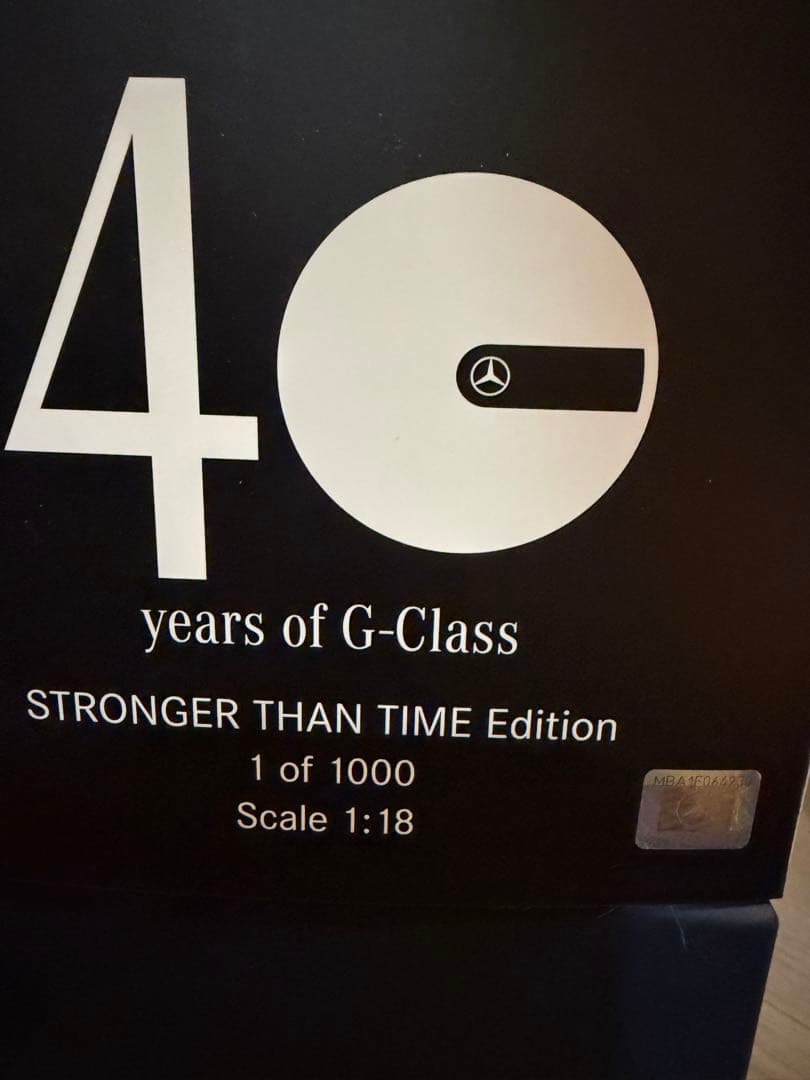 40
years of G-Class
STRONGER THAN TIME Edition
1 of 1000
Scale 1:18